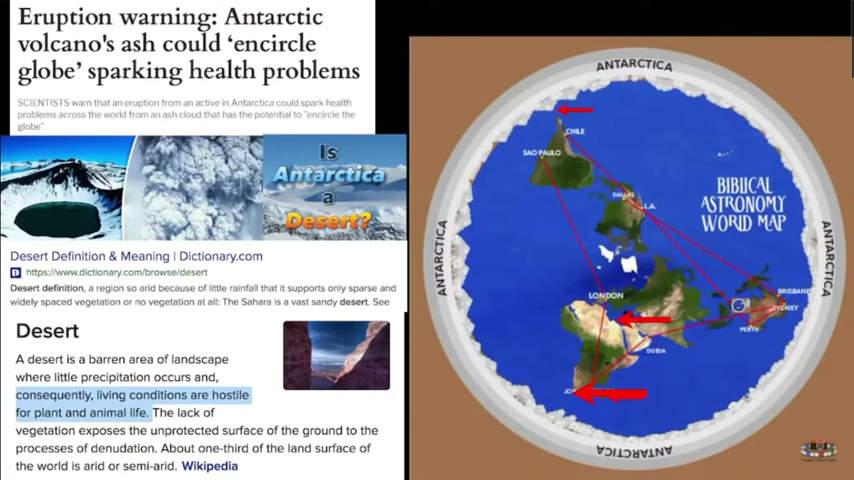 Eruption warning: Antarctic
volcano's ash could ‘encircle
globe’ sparking health problems
SCIENTISTS warn that an eruption from an active in Antarctica could spark health
problems across the world from an ash cloud that has the potential to "encircle the
globe".
Is
Antarctica
a
Desert?
Desert Definition & Meaning | Dictionary.com
https://www.dictionary.com/browse/desert
Desert definition, a region so arid because of little rainfall that it supports only sparse and
widely spaced vegetation or no vegetation at all: The Sahara is a vast sandy desert. See
Desert
A desert is a barren area of landscape
where little precipitation occurs and,
consequently, living conditions are hostile
for plant and animal life. The lack of
vegetation exposes the unprotected surface of the ground to the
processes of denudation. About one-third of the land surface of
the world is arid or semi-arid. Wikipedia
ANTARCTICA
CHILE
SAO PAULO
DALLAS
L.A.
BIBLICAL
ASTRONOMY
WORLD MAP
ANTARCTICA
ANTARCTICA
LONDON
BRISBANE
SYDNEY
PERTH
DUBIA
ANTARCTICA